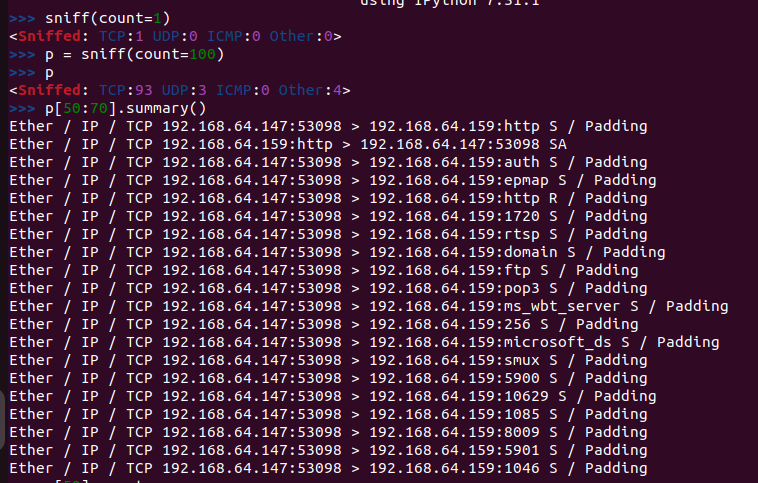 using IPython 7.31.1
>>> sniff(count=1)
<Sniffed: TCP:1 UDP:0 ICMP:0 Other:0>
>>> p = sniff(count=100)
>>> p
<Sniffed: TCP:93 UDP:3 ICMP:0 Other:4>
>>> p[50:70].summary()
Ether / IP / TCP 192.168.64.147:53098 > 192.168.64.159:http S / Padding
Ether / IP / TCP 192.168.64.159:http > 192.168.64.147:53098 SA
Ether / IP / TCP 192.168.64.147:53098 > 192.168.64.159:auth S / Padding
Ether / IP / TCP 192.168.64.147:53098 > 192.168.64.159:epmap S / Padding
Ether / IP / TCP 192.168.64.147:53098 > 192.168.64.159:http R / Padding
Ether / IP / TCP 192.168.64.147:53098 > 192.168.64.159:1720 S / Padding
Ether / IP / TCP 192.168.64.147:53098 > 192.168.64.159:rtsp S / Padding
Ether / IP / TCP 192.168.64.147:53098 > 192.168.64.159:domain S / Padding
Ether / IP / TCP 192.168.64.147:53098 > 192.168.64.159:ftp S / Padding
Ether / IP / TCP 192.168.64.147:53098 > 192.168.64.159:pop3 S / Padding
Ether / IP / TCP 192.168.64.147:53098 > 192.168.64.159:ms_wbt_server S / Padding
Ether / IP / TCP 192.168.64.147:53098 > 192.168.64.159:256 S / Padding
Ether / IP / TCP 192.168.64.147:53098 > 192.168.64.159:microsoft_ds S / Padding
Ether / IP / TCP 192.168.64.147:53098 > 192.168.64.159:smux S / Padding
Ether / IP / TCP 192.168.64.147:53098 > 192.168.64.159:5900 S / Padding
Ether / IP / TCP 192.168.64.147:53098 > 192.168.64.159:10629 S / Padding
Ether / IP / TCP 192.168.64.147:53098 > 192.168.64.159:1085 S / Padding
Ether / IP / TCP 192.168.64.147:53098 > 192.168.64.159:8009 S / Padding
Ether / IP / TCP 192.168.64.147:53098 > 192.168.64.159:5901 S / Padding
Ether / IP / TCP 192.168.64.147:53098 > 192.168.64.159:1046 S / Padding